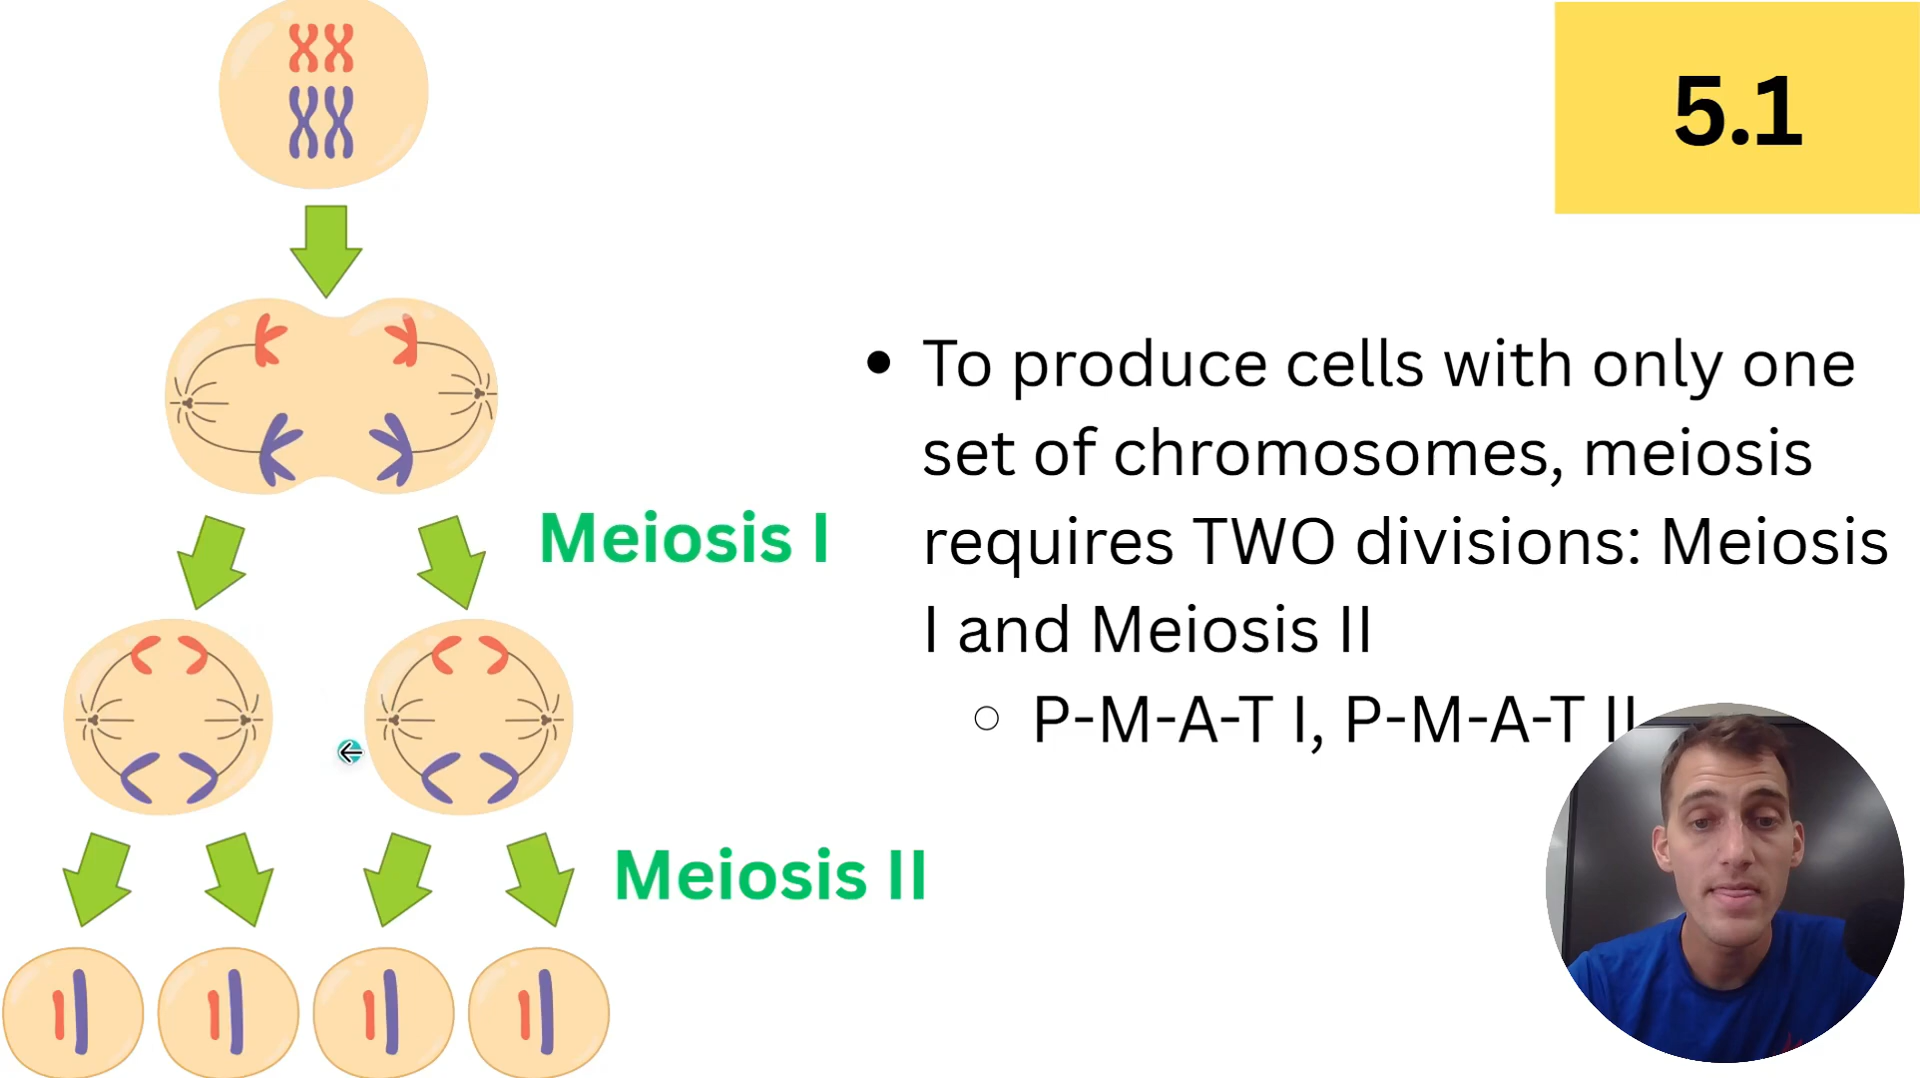 5.1
• To produce cells with only one
set of chromosomes, meiosis
requires TWO divisions: Meiosis
I and Meiosis II
○ P-M-A-T I, P-M-A-T II
Meiosis I
Meiosis II